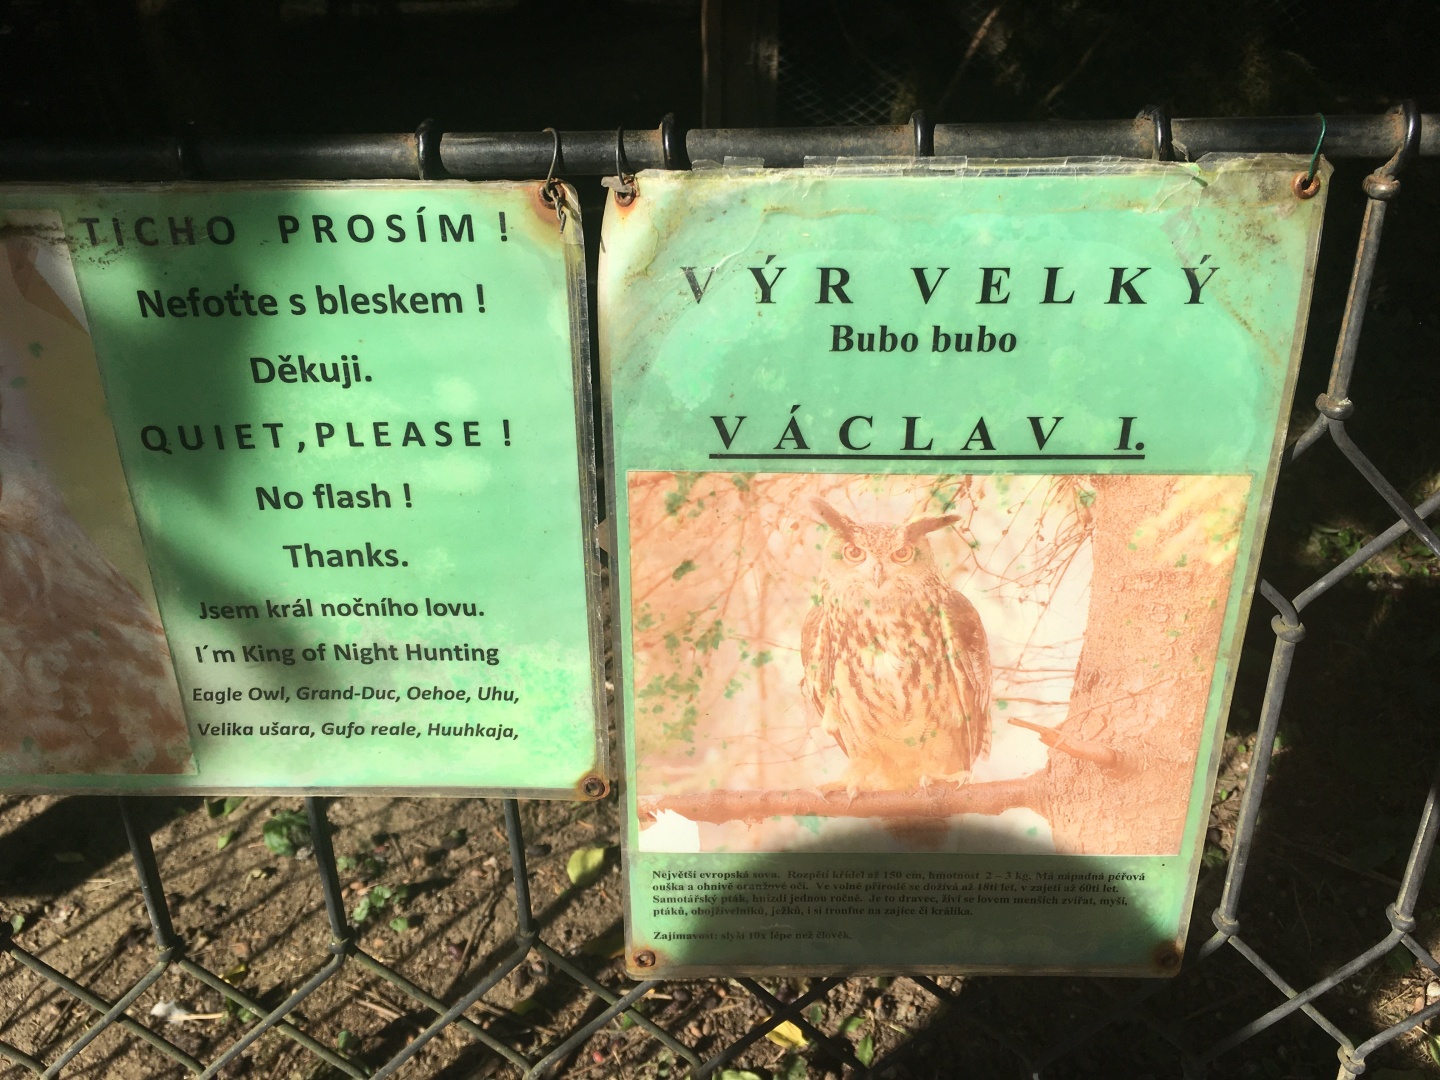 TiCHO PROSÍM !
Nefoťte s bleskem !
Děkuji.
QUIET,PLEASE !
No flash !
Thanks.
Jsem král nočního lovu.
I´m King of Night Hunting
Eagle Owl, Grand-Duc, Oehoe, Uhu,
Velika ušara, Gufo reale, Huuhkaja,
VÝR VELKÝ
Bubo bubo
VÁCLAV I.
Největší evropská sova. Rozpětí křídel až 150 cm, hmotnost 2 – 3 kg. Má nápadná péřová
ouška a ohnivě oranžové oči. Ve volné přírodě se dožívá až 18ti let, v zajetí až 60ti let.
Samotářský pták, hnízdí jednou ročně. Je to dravec, živí se lovem menších zvířat, myší,
ptáků, obojživelníků, ježků, i si troufne na zajíce či králíka.
Zajímavost: slyší 10x lépe než člověk.